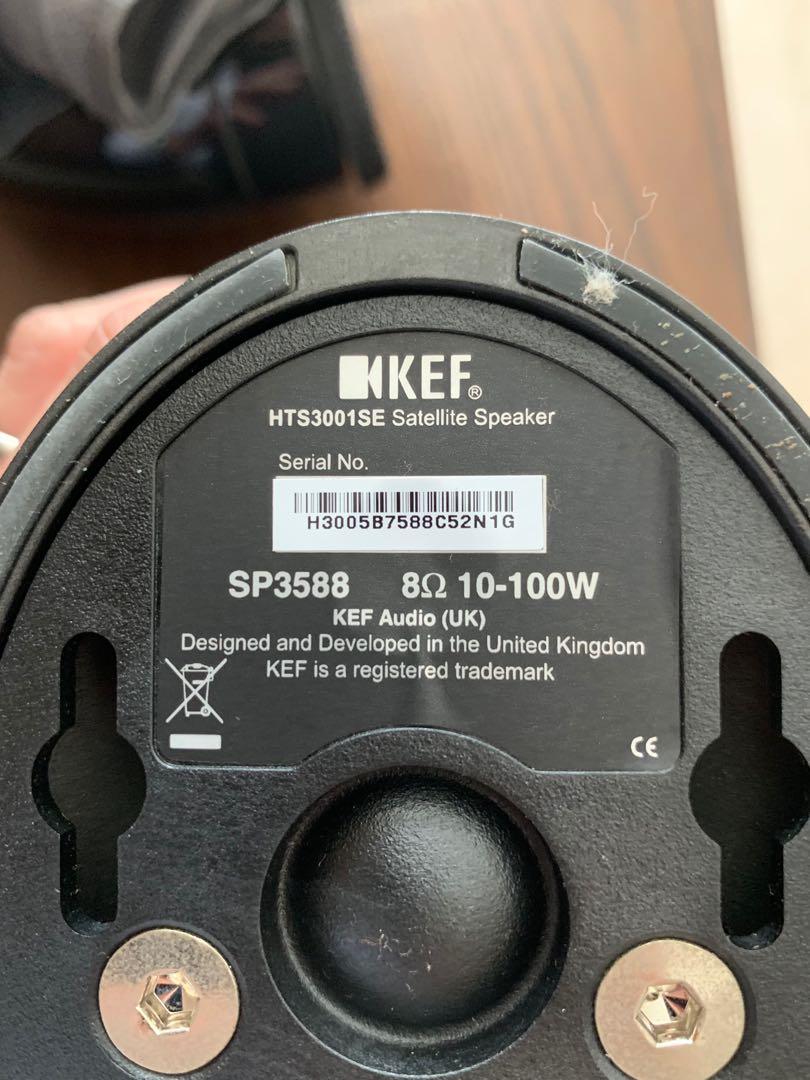 KEF®
HTS3001SE Satellite Speaker
Serial No.
H3005B7588C52N1G
SP3588 8Ω 10-100W
KEF Audio (UK)
Designed and Developed in the United Kingdom
KEF is a registered trademark
CE